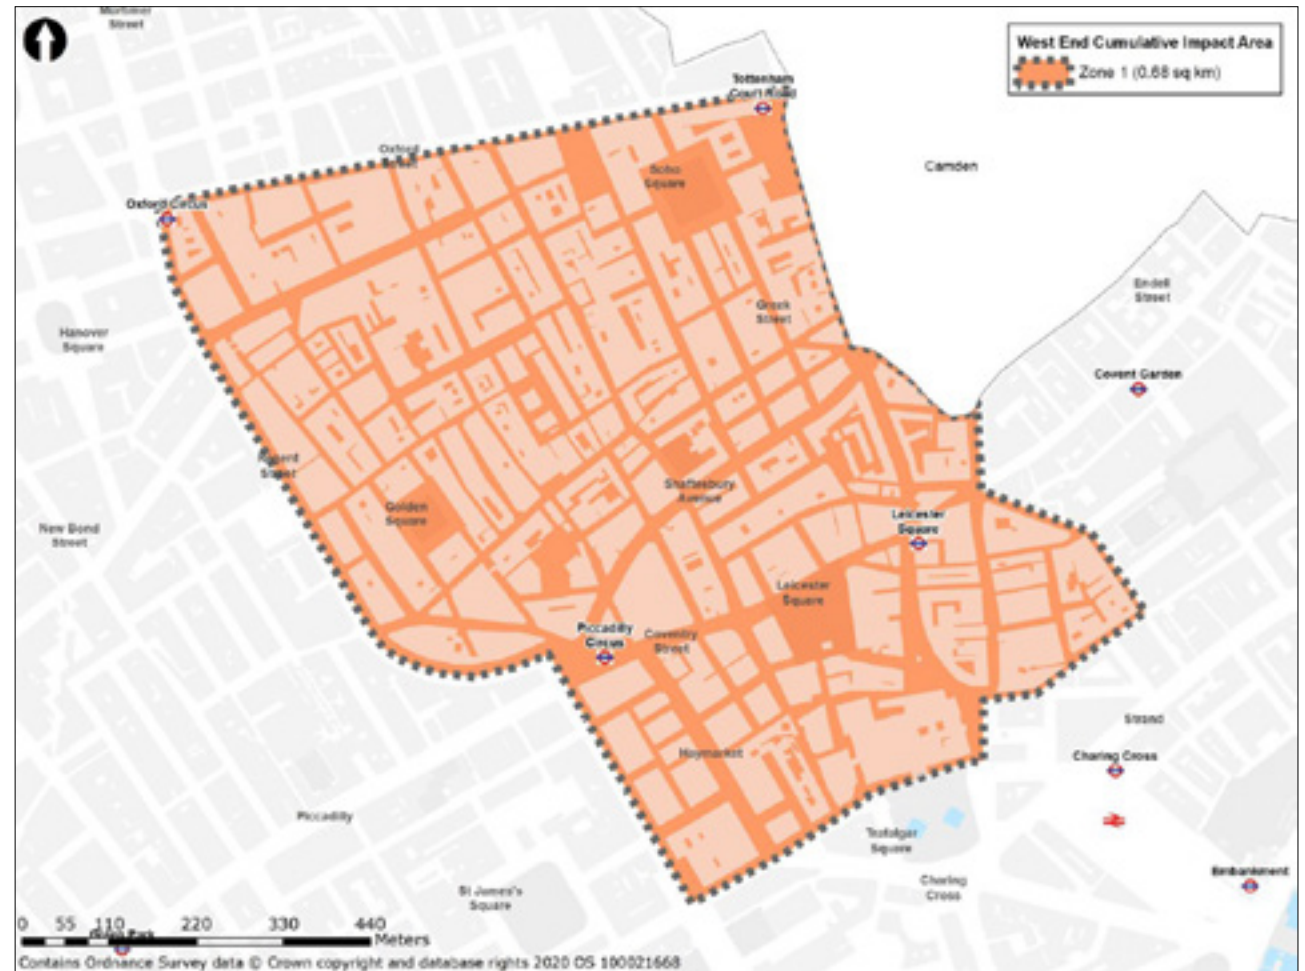 Mortimer
Street
West End Cumulative Impact Area
Zone 1 (0.68 sq km)
Tottenham
Court Road
Camden
Oxford
Street
Soho
Square
Oxford Circus
Endell
Street
Greek
Street
Hanover
Square
Covent Garden
Regent
Street
Shaftesbury
Avenue
Golden
Square
Leicester
Square
New Bond
Street
Leicester
Square
Piccadilly
Circus
Coventry
Street
Strand
Haymarket
Charing Cross
Piccadilly
Trafalgar
Square
Embankment
Charing
Cross
St James's
Square
0 55 110 220 330 440
Meters
Green Park
Contains Ordnance Survey data © Crown copyright and database rights 2020 OS 100021668